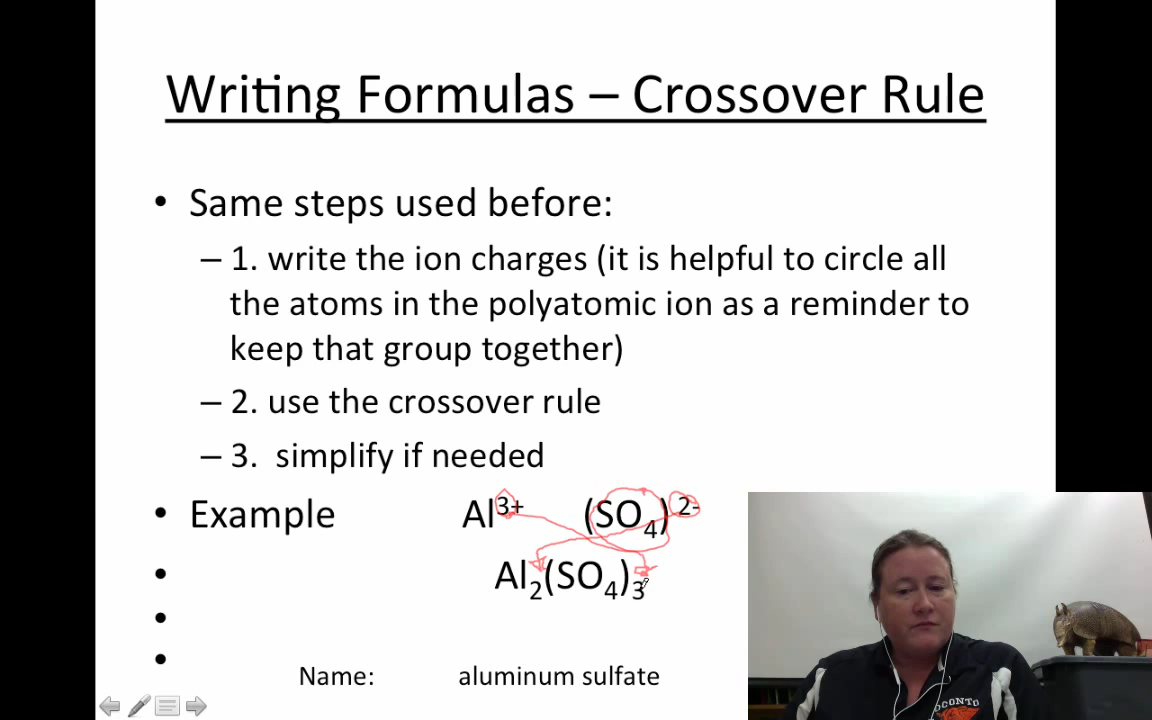 Writing Formulas – Crossover Rule
• Same steps used before:
– 1. write the ion charges (it is helpful to circle all
the atoms in the polyatomic ion as a reminder to
keep that group together)
– 2. use the crossover rule
– 3. simplify if needed
• Example Al³⁺ (SO₄)²⁻
• Al₂(SO₄)₃
•
•
Name: aluminum sulfate
OCONTO